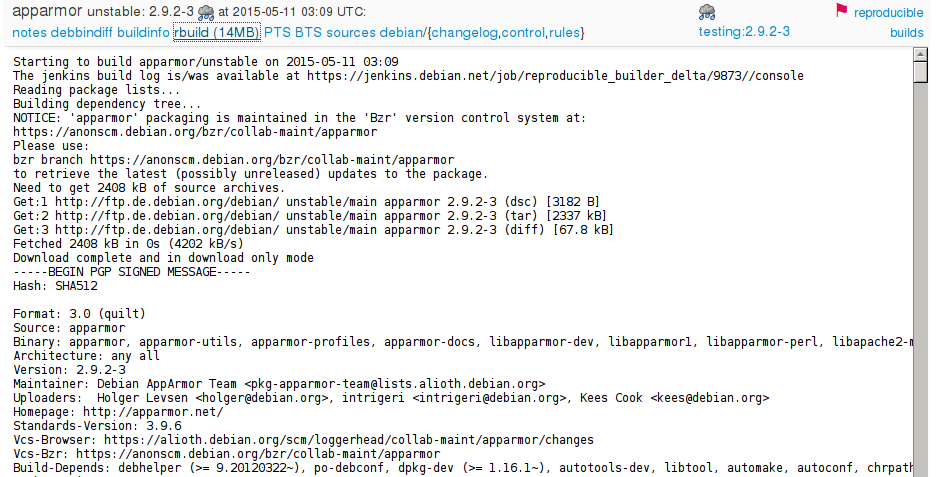 apparmor unstable: 2.9.2-3 at 2015-05-11 03:09 UTC:
notes debbindiff buildinfo rbuild (14MB) PTS BTS sources debian/{changelog,control,rules}
testing:2.9.2-3
reproducible
builds
Starting to build apparmor/unstable on 2015-05-11 03:09
The jenkins build log is/was available at https://jenkins.debian.net/job/reproducible_builder_delta/9873//console
Reading package lists...
Building dependency tree...
NOTICE: 'apparmor' packaging is maintained in the 'Bzr' version control system at:
https://anonscm.debian.org/bzr/collab-maint/apparmor
Please use:
bzr branch https://anonscm.debian.org/bzr/collab-maint/apparmor
to retrieve the latest (possibly unreleased) updates to the package.
Need to get 2408 kB of source archives.
Get:1 http://ftp.de.debian.org/debian/ unstable/main apparmor 2.9.2-3 (dsc) [3182 B]
Get:2 http://ftp.de.debian.org/debian/ unstable/main apparmor 2.9.2-3 (tar) [2337 kB]
Get:3 http://ftp.de.debian.org/debian/ unstable/main apparmor 2.9.2-3 (diff) [67.8 kB]
Fetched 2408 kB in 0s (4202 kB/s)
Download complete and in download only mode
-----BEGIN PGP SIGNED MESSAGE-----
Hash: SHA512
Format: 3.0 (quilt)
Source: apparmor
Binary: apparmor, apparmor-utils, apparmor-profiles, apparmor-docs, libapparmor-dev, libapparmor1, libapparmor-perl,
Architecture: any all
Version: 2.9.2-3
Maintainer: Debian AppArmor Team <pkg-apparmor-team@lists.alioth.debian.org>
Uploaders:  Holger Levsen <holger@debian.org>, intrigeri <intrigeri@debian.org>, Kees Cook <kees@debian.org>
Homepage: http://apparmor.net/
Standards-Version: 3.9.6
Vcs-Browser: https://alioth.debian.org/scm/loggerhead/collab-maint/apparmor/changes
Vcs-Bzr: https://anonscm.debian.org/bzr/collab-maint/apparmor
Build-Depends: debhelper (>= 9.20120322~), po-debconf, dpkg-dev (>= 1.16.1~), autotools-dev, libtool, automake, autoconf, chrpath